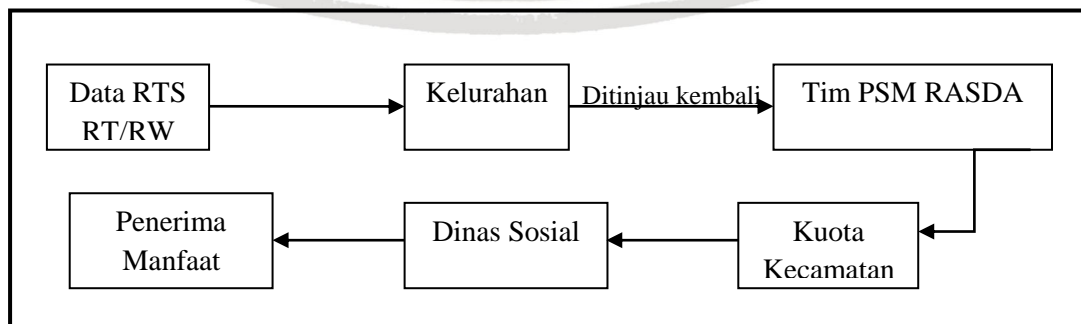 Data RTS
RT/RW
Kelurahan
Ditinjau kembali
Tim PSM RASDA
Kuota
Kecamatan
Dinas Sosial
Penerima
Manfaat